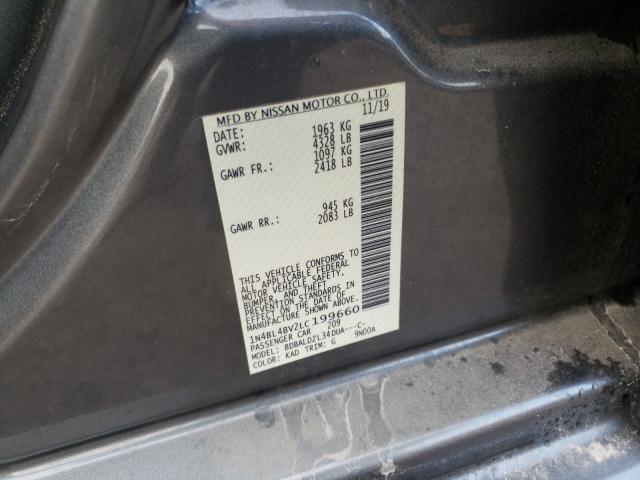 MFD BY NISSAN MOTOR CO., LTD.
DATE: 11/19
GVWR: 1963 KG
4328 LB
GAWR FR.: 1097 KG
2418 LB
GAWR RR.: 945 KG
2083 LB
THIS VEHICLE CONFORMS TO
ALL APPLICABLE FEDERAL
MOTOR VEHICLE SAFETY,
BUMPER, AND THEFT
PREVENTION STANDARDS IN
EFFECT ON THE DATE OF
MANUFACTURE SHOWN ABOVE.
1N4BL4BV2LC199660
PASSENGER CAR 209
MODEL: BDBALDZL34DUA---C-
COLOR: KAD TRIM: G 9N00A